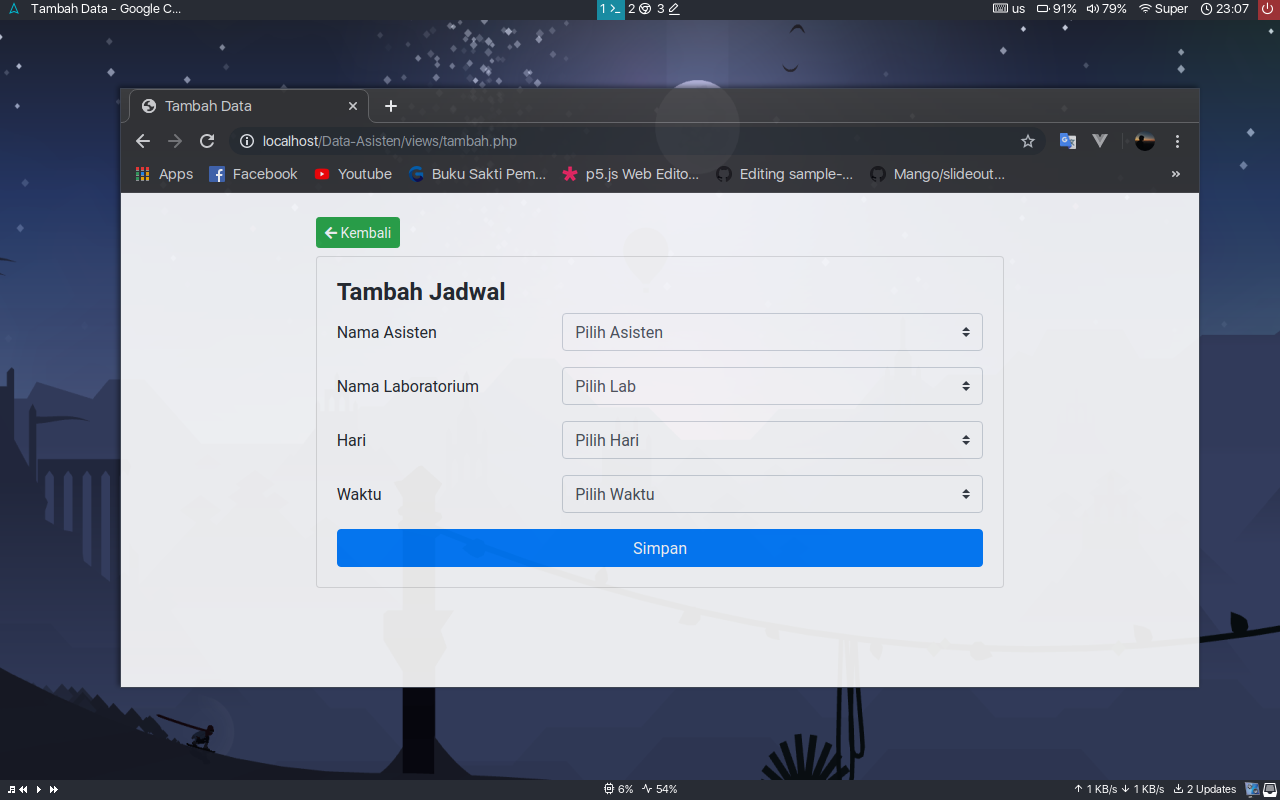 Tambah Data - Google C... 1 2 3 us 91% 79% Super 23:07
Tambah Data
localhost/Data-Asisten/views/tambah.php
Apps Facebook Youtube Buku Sakti Pem... p5.js Web Edito... Editing sample-... Mango/slideout... »
Kembali
Tambah Jadwal
Nama Asisten Pilih Asisten
Nama Laboratorium Pilih Lab
Hari Pilih Hari
Waktu Pilih Waktu
Simpan
6% 54% 1 KB/s 1 KB/s 2 Updates